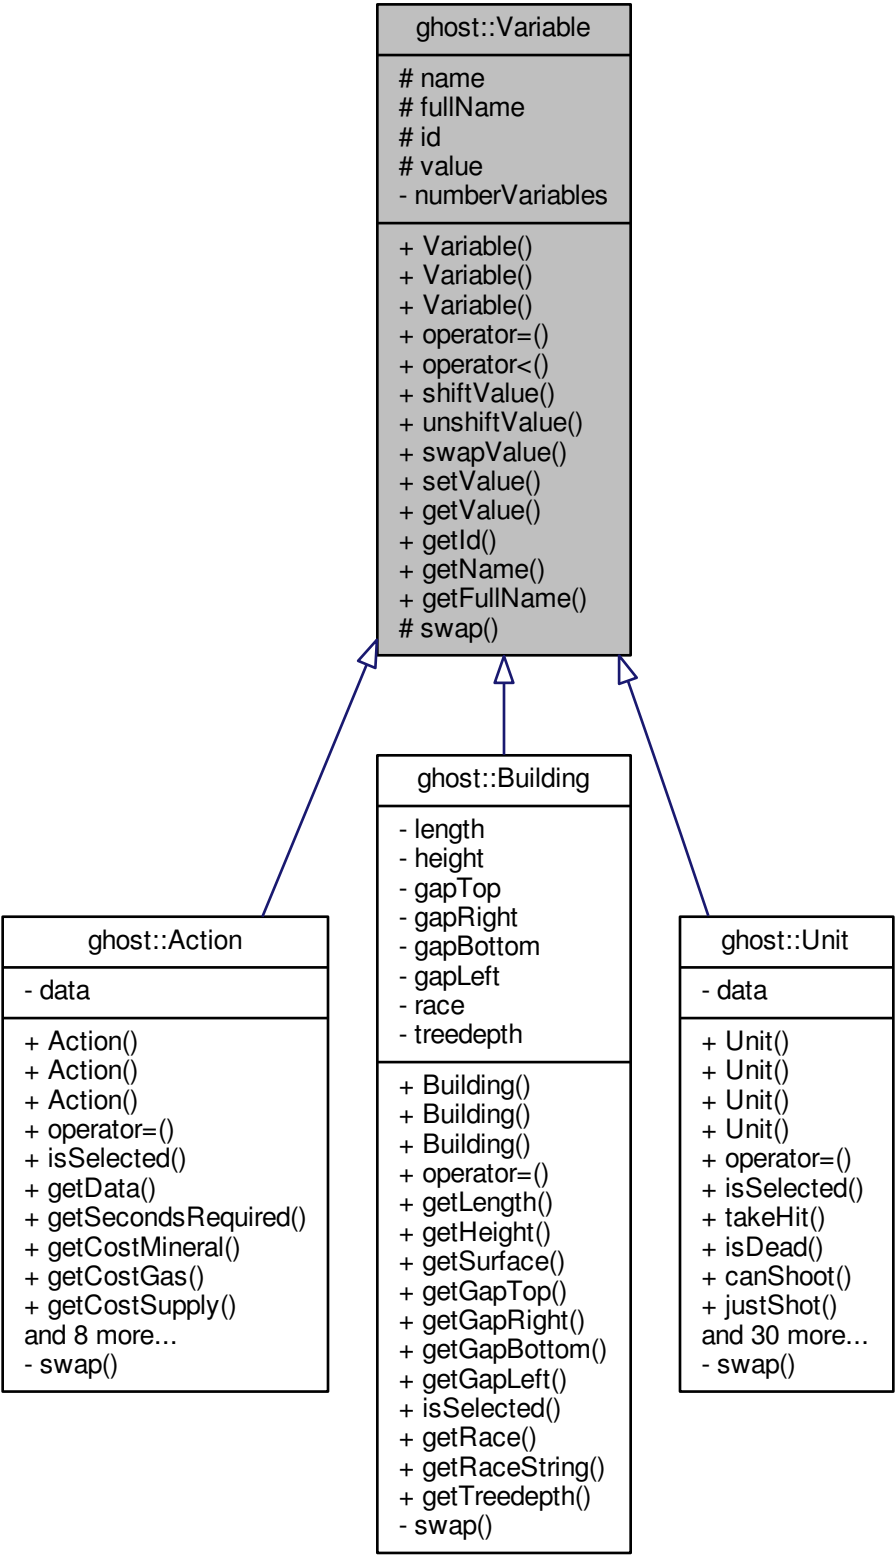 ghost::Variable
# name
# fullName
# id
# value
- numberVariables
+ Variable()
+ Variable()
+ Variable()
+ operator=()
+ operator<()
+ shiftValue()
+ unshiftValue()
+ swapValue()
+ setValue()
+ getValue()
+ getId()
+ getName()
+ getFullName()
# swap()
ghost::Action
- data
+ Action()
+ Action()
+ Action()
+ operator=()
+ isSelected()
+ getData()
+ getSecondsRequired()
+ getCostMineral()
+ getCostGas()
+ getCostSupply()
and 8 more...
- swap()
ghost::Building
- length
- height
- gapTop
- gapRight
- gapBottom
- gapLeft
- race
- treedepth
+ Building()
+ Building()
+ Building()
+ operator=()
+ getLength()
+ getHeight()
+ getSurface()
+ getGapTop()
+ getGapRight()
+ getGapBottom()
+ getGapLeft()
+ isSelected()
+ getRace()
+ getRaceString()
+ getTreedepth()
- swap()
ghost::Unit
- data
+ Unit()
+ Unit()
+ Unit()
+ Unit()
+ operator=()
+ isSelected()
+ takeHit()
+ isDead()
+ canShoot()
+ justShot()
and 30 more...
- swap()